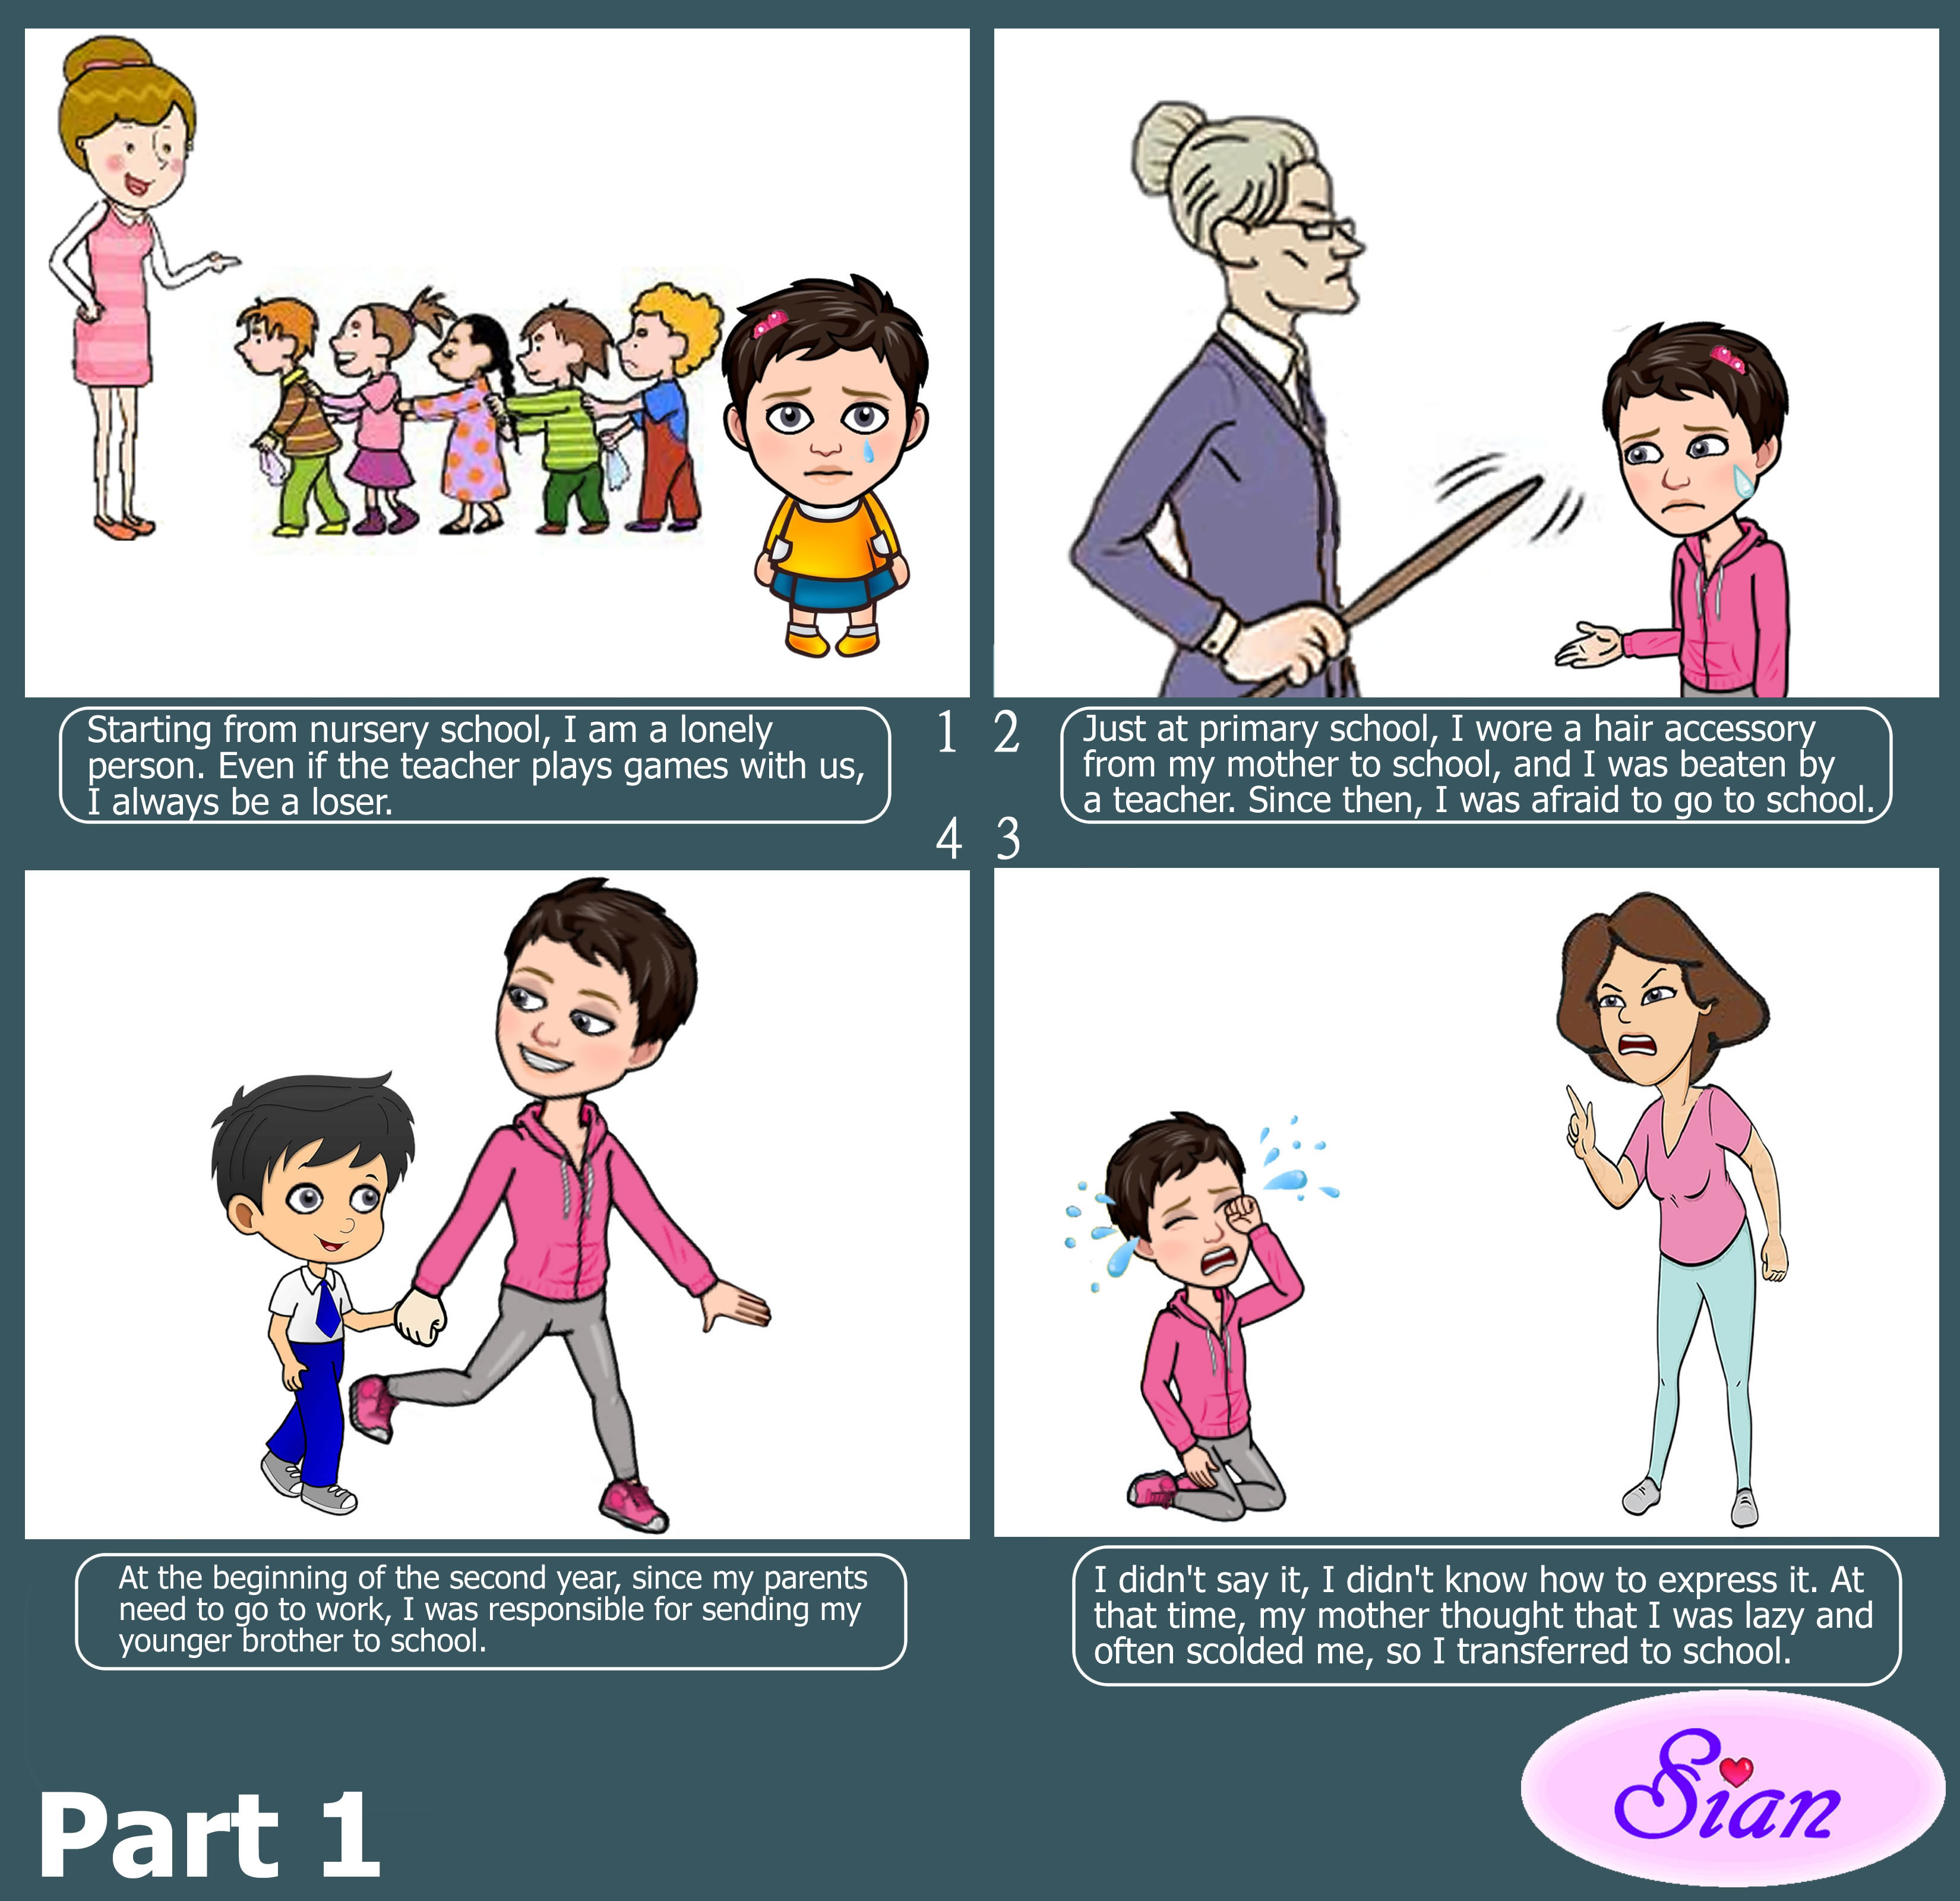 Starting from nursery school, I am a lonely
person. Even if the teacher plays games with us,
I always be a loser.
1 2
Just at primary school, I wore a hair accessory
from my mother to school, and I was beaten by
a teacher. Since then, I was afraid to go to school.
4 3
I didn't say it, I didn't know how to express it. At
that time, my mother thought that I was lazy and
often scolded me, so I transferred to school.
At the beginning of the second year, since my parents
need to go to work, I was responsible for sending my
younger brother to school.
Part 1
Sian